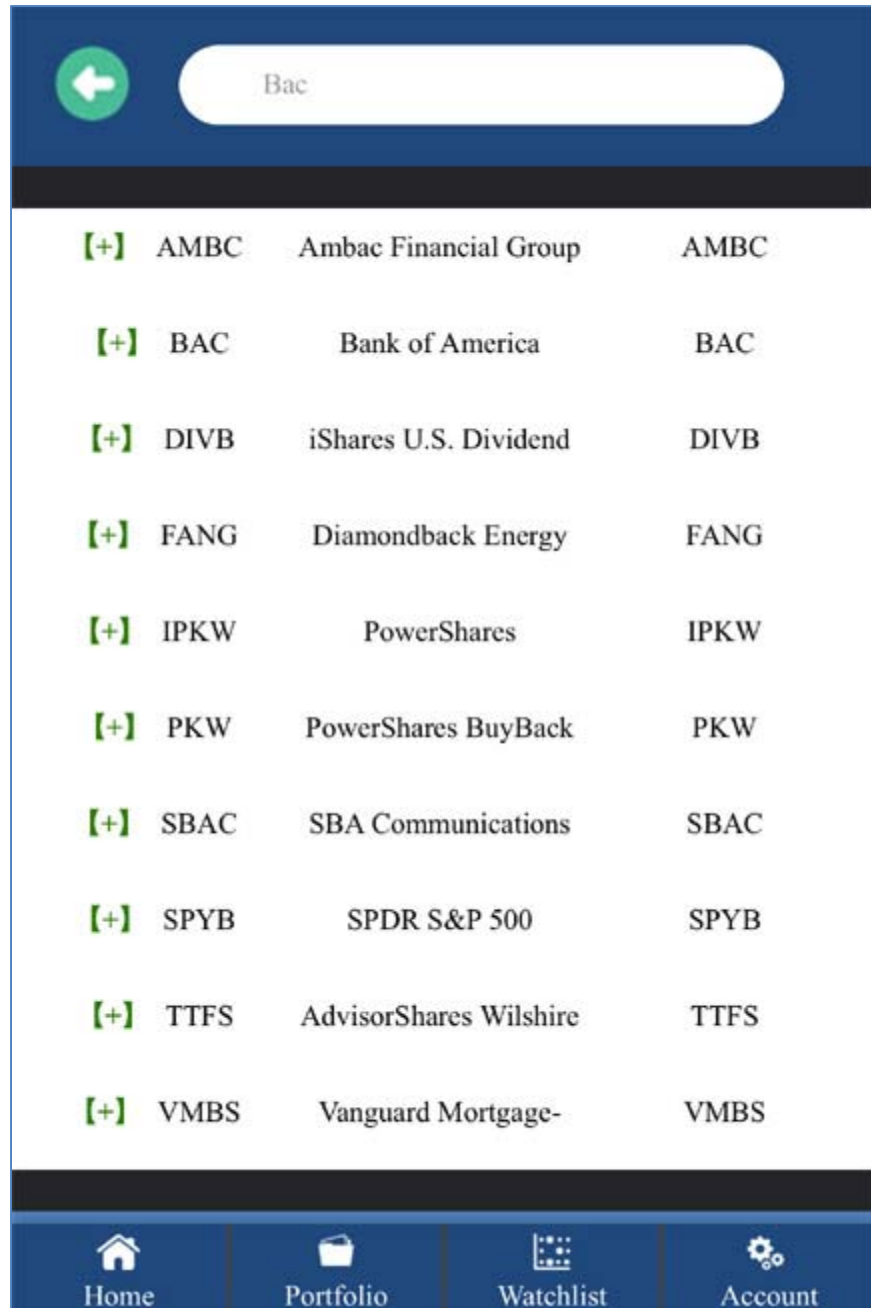 Bac
【+】 AMBC Ambac Financial Group AMBC
【+】 BAC Bank of America BAC
【+】 DIVB iShares U.S. Dividend DIVB
【+】 FANG Diamondback Energy FANG
【+】 IPKW PowerShares IPKW
【+】 PKW PowerShares BuyBack PKW
【+】 SBAC SBA Communications SBAC
【+】 SPYB SPDR S&P 500 SPYB
【+】 TTFS AdvisorShares Wilshire TTFS
【+】 VMBS Vanguard Mortgage- VMBS
Home Portfolio Watchlist Account